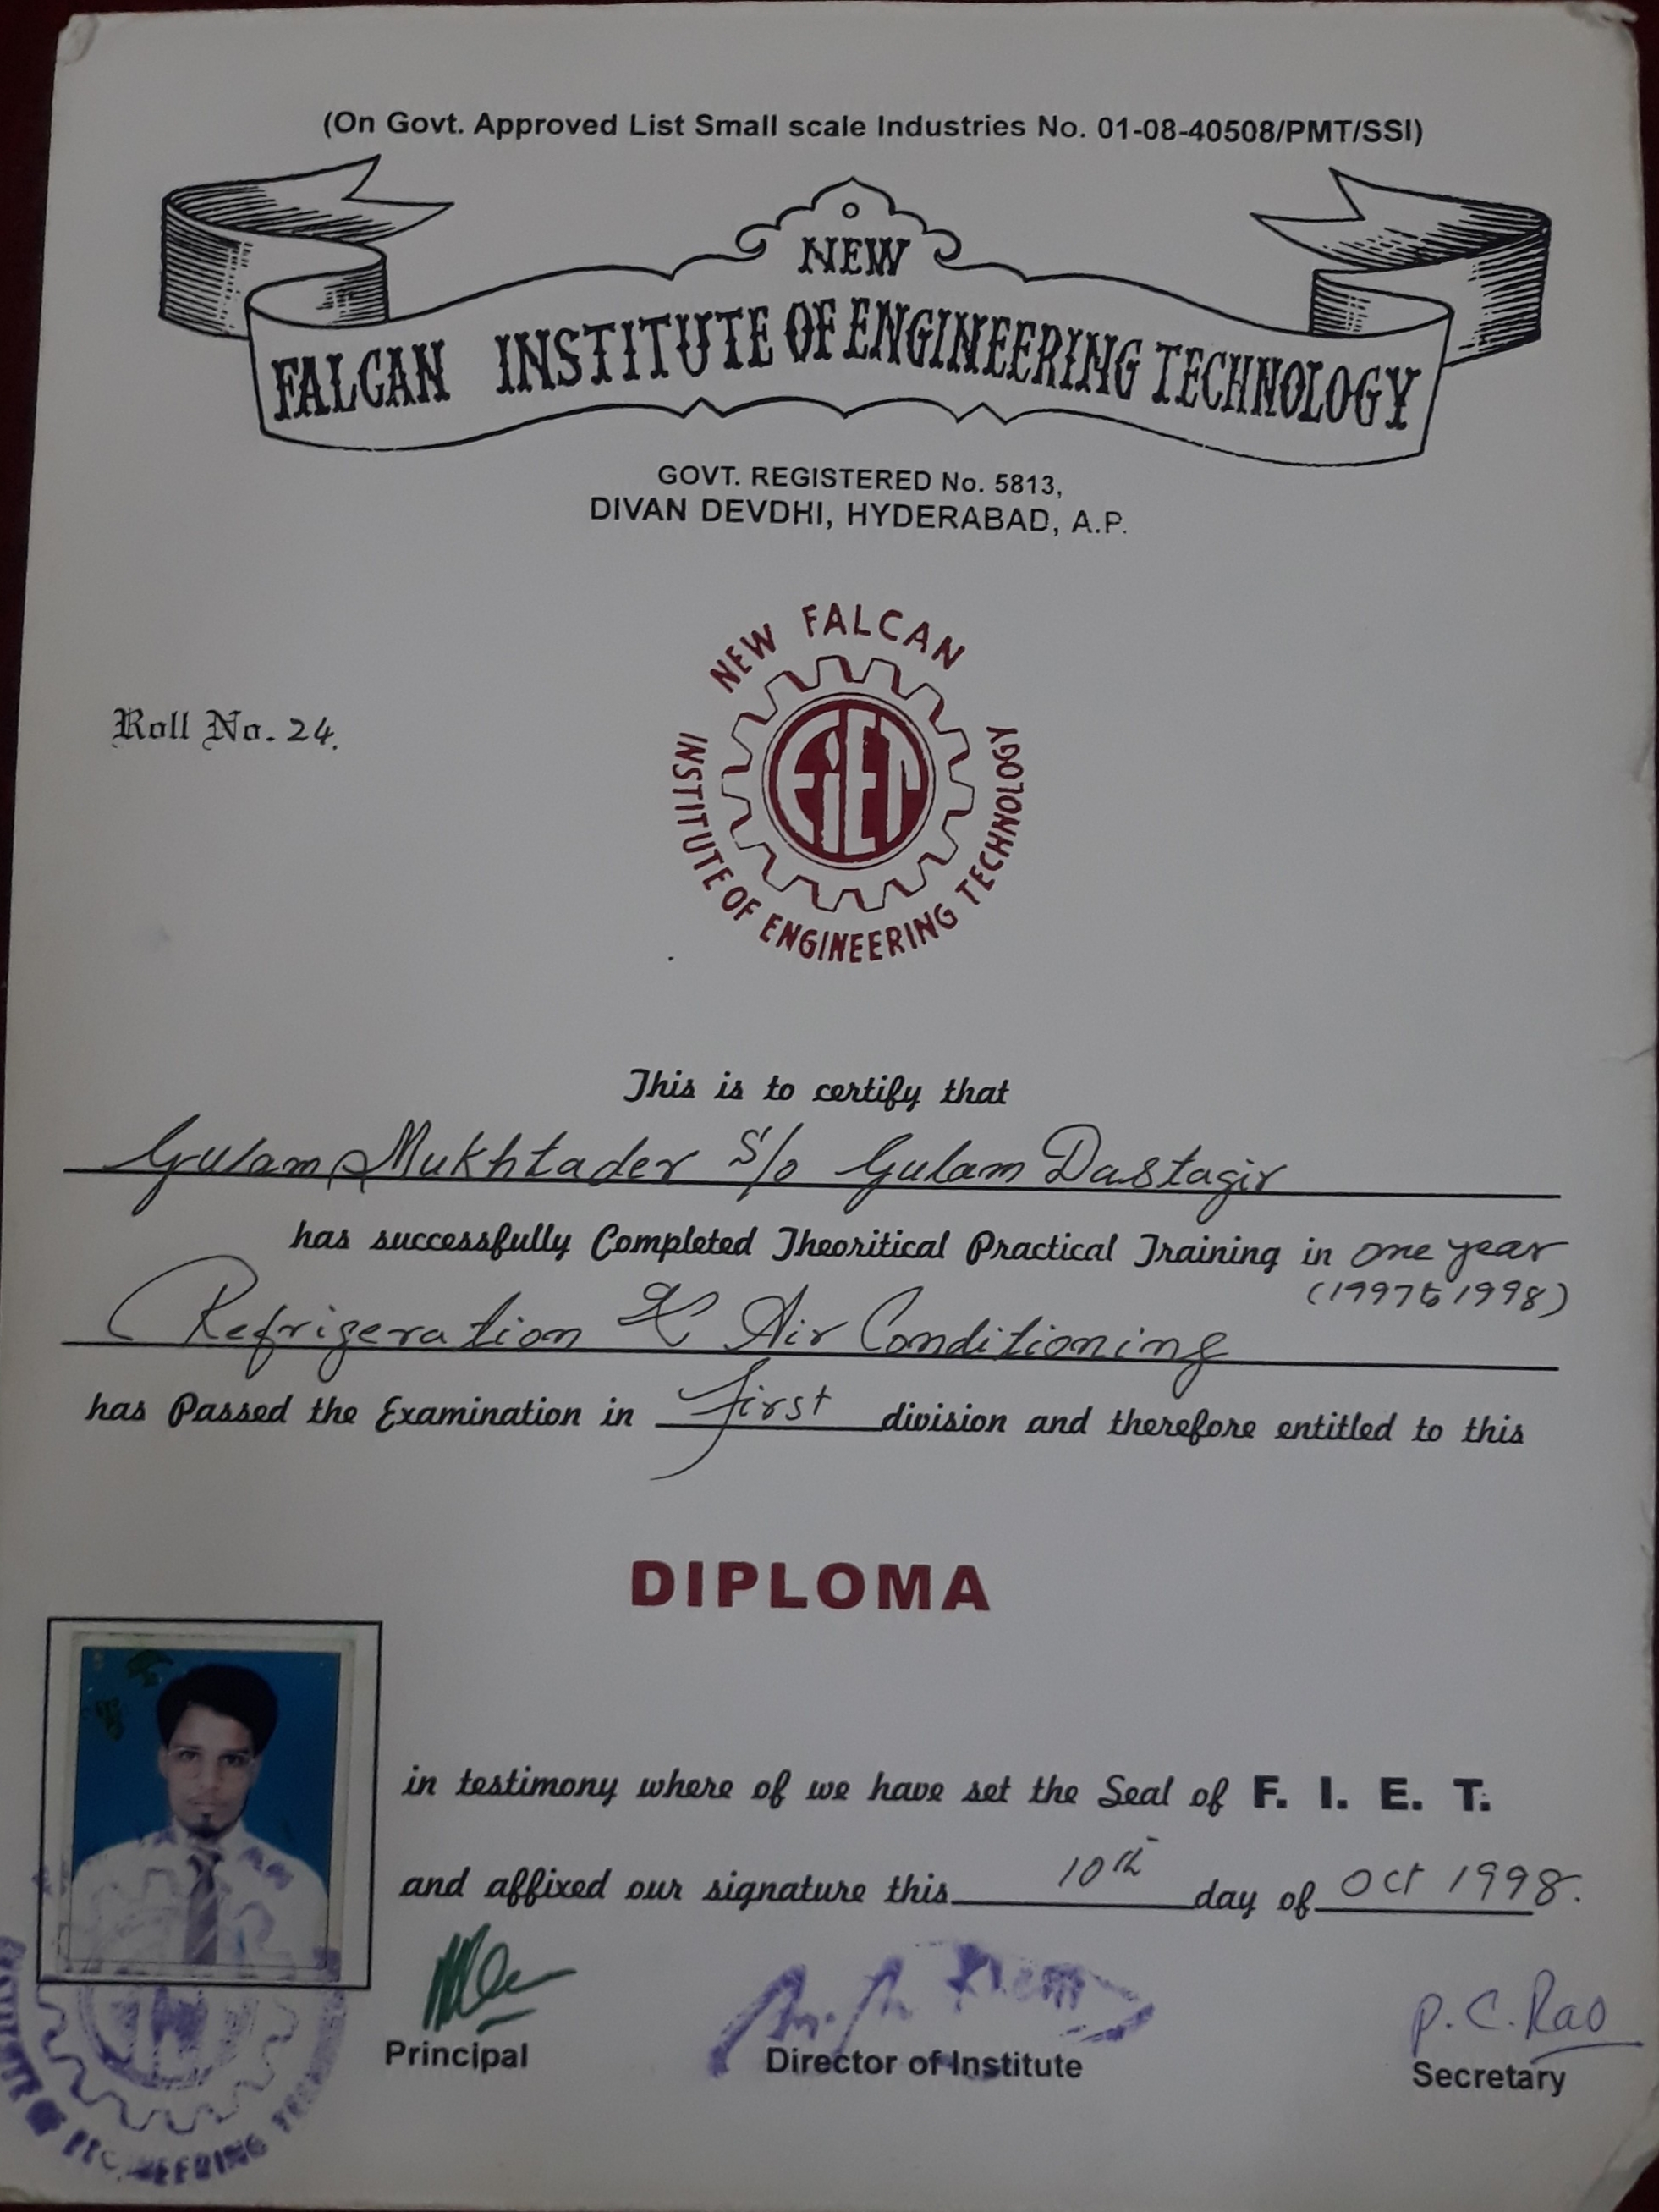 (On Govt. Approved List Small scale Industries No. 01-08-40508/PMT/SSI)
NEW
FALCAN INSTITUTE OF ENGINEERING TECHNOLOGY
GOVT. REGISTERED No. 5813,
DIVAN DEVDHI, HYDERABAD, A.P.
NEW FALCAN
INSTITUTE OF ENGINEERING TECHNOLOGY
FIET
Roll No. 24.
This is to certify that
Gulam Mukhtader S/o Gulam Dastagir
has successfully Completed Theoritical Practical Training in one year
(1997 to 1998)
Refrigeration & Air Conditioning
has Passed the Examination in first division and therefore entitled to this
DIPLOMA
in testimony where of we have set the Seal of F. I. E. T.
and affixed our signature this 10th day of Oct 1998.
P. C. Rao
Principal
Director of Institute
Secretary